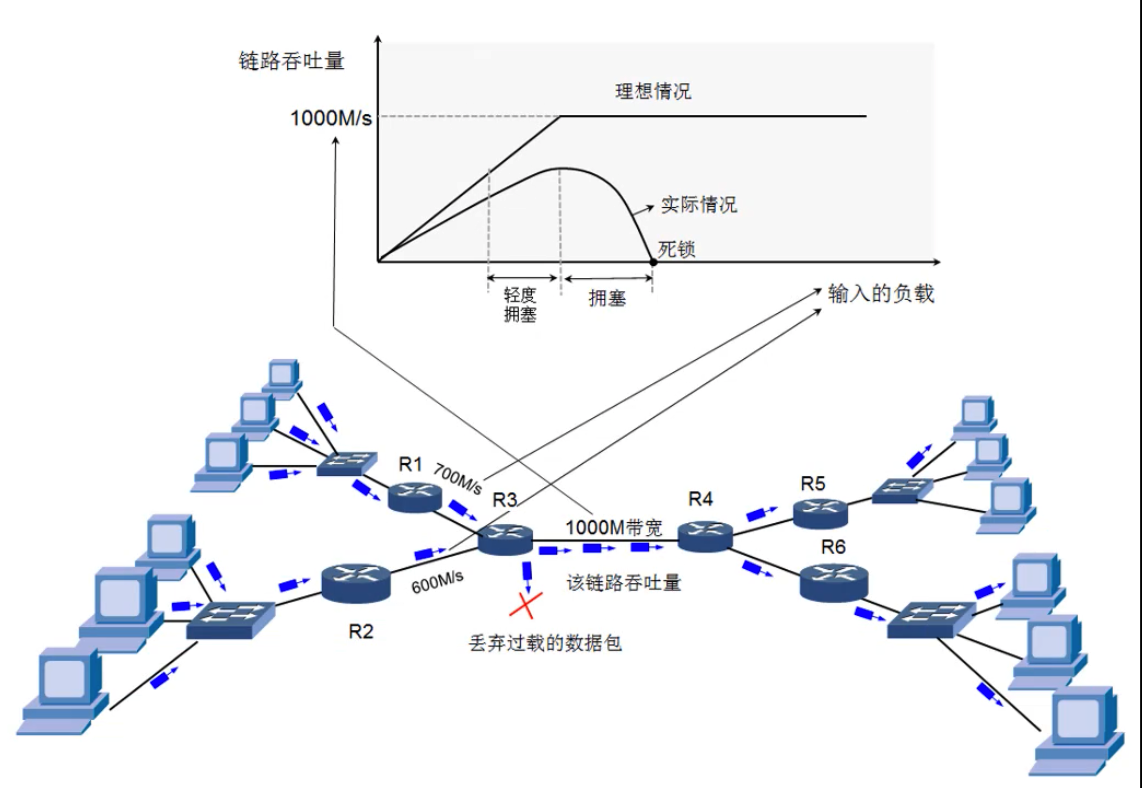 链路吞吐量
理想情况
1000M/s
实际情况
死锁
轻度
拥塞
拥塞
输入的负载
R1
700M/s
R3
R4
R5
1000M带宽
R6
600M/s
该链路吞吐量
R2
丢弃过载的数据包